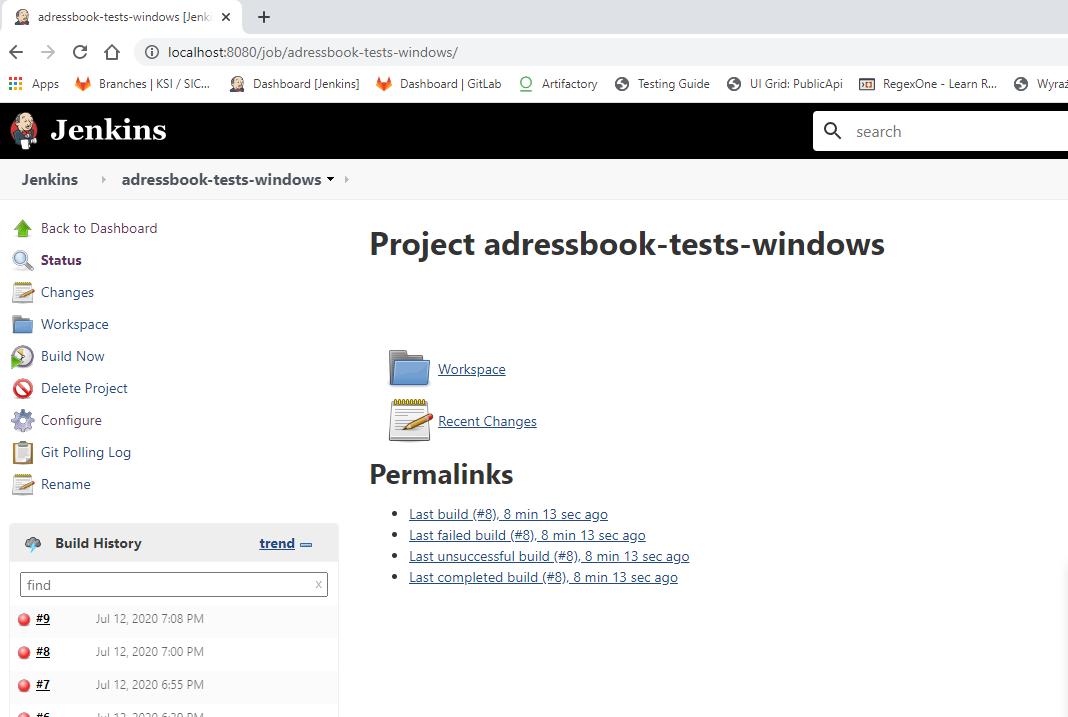 adressbook-tests-windows [Jenk
localhost:8080/job/adressbook-tests-windows/
Apps Branches | KSI / SIC... Dashboard [Jenkins] Dashboard | GitLab Artifactory Testing Guide UI Grid: PublicApi RegexOne - Learn R... Wyraż
Jenkins search
Jenkins adressbook-tests-windows
Back to Dashboard
Status
Changes
Workspace
Build Now
Delete Project
Configure
Git Polling Log
Rename
Build History trend
find x
#9 Jul 12, 2020 7:08 PM
#8 Jul 12, 2020 7:00 PM
#7 Jul 12, 2020 6:55 PM
Project adressbook-tests-windows
Workspace
Recent Changes
Permalinks
Last build (#8), 8 min 13 sec ago
Last failed build (#8), 8 min 13 sec ago
Last unsuccessful build (#8), 8 min 13 sec ago
Last completed build (#8), 8 min 13 sec ago